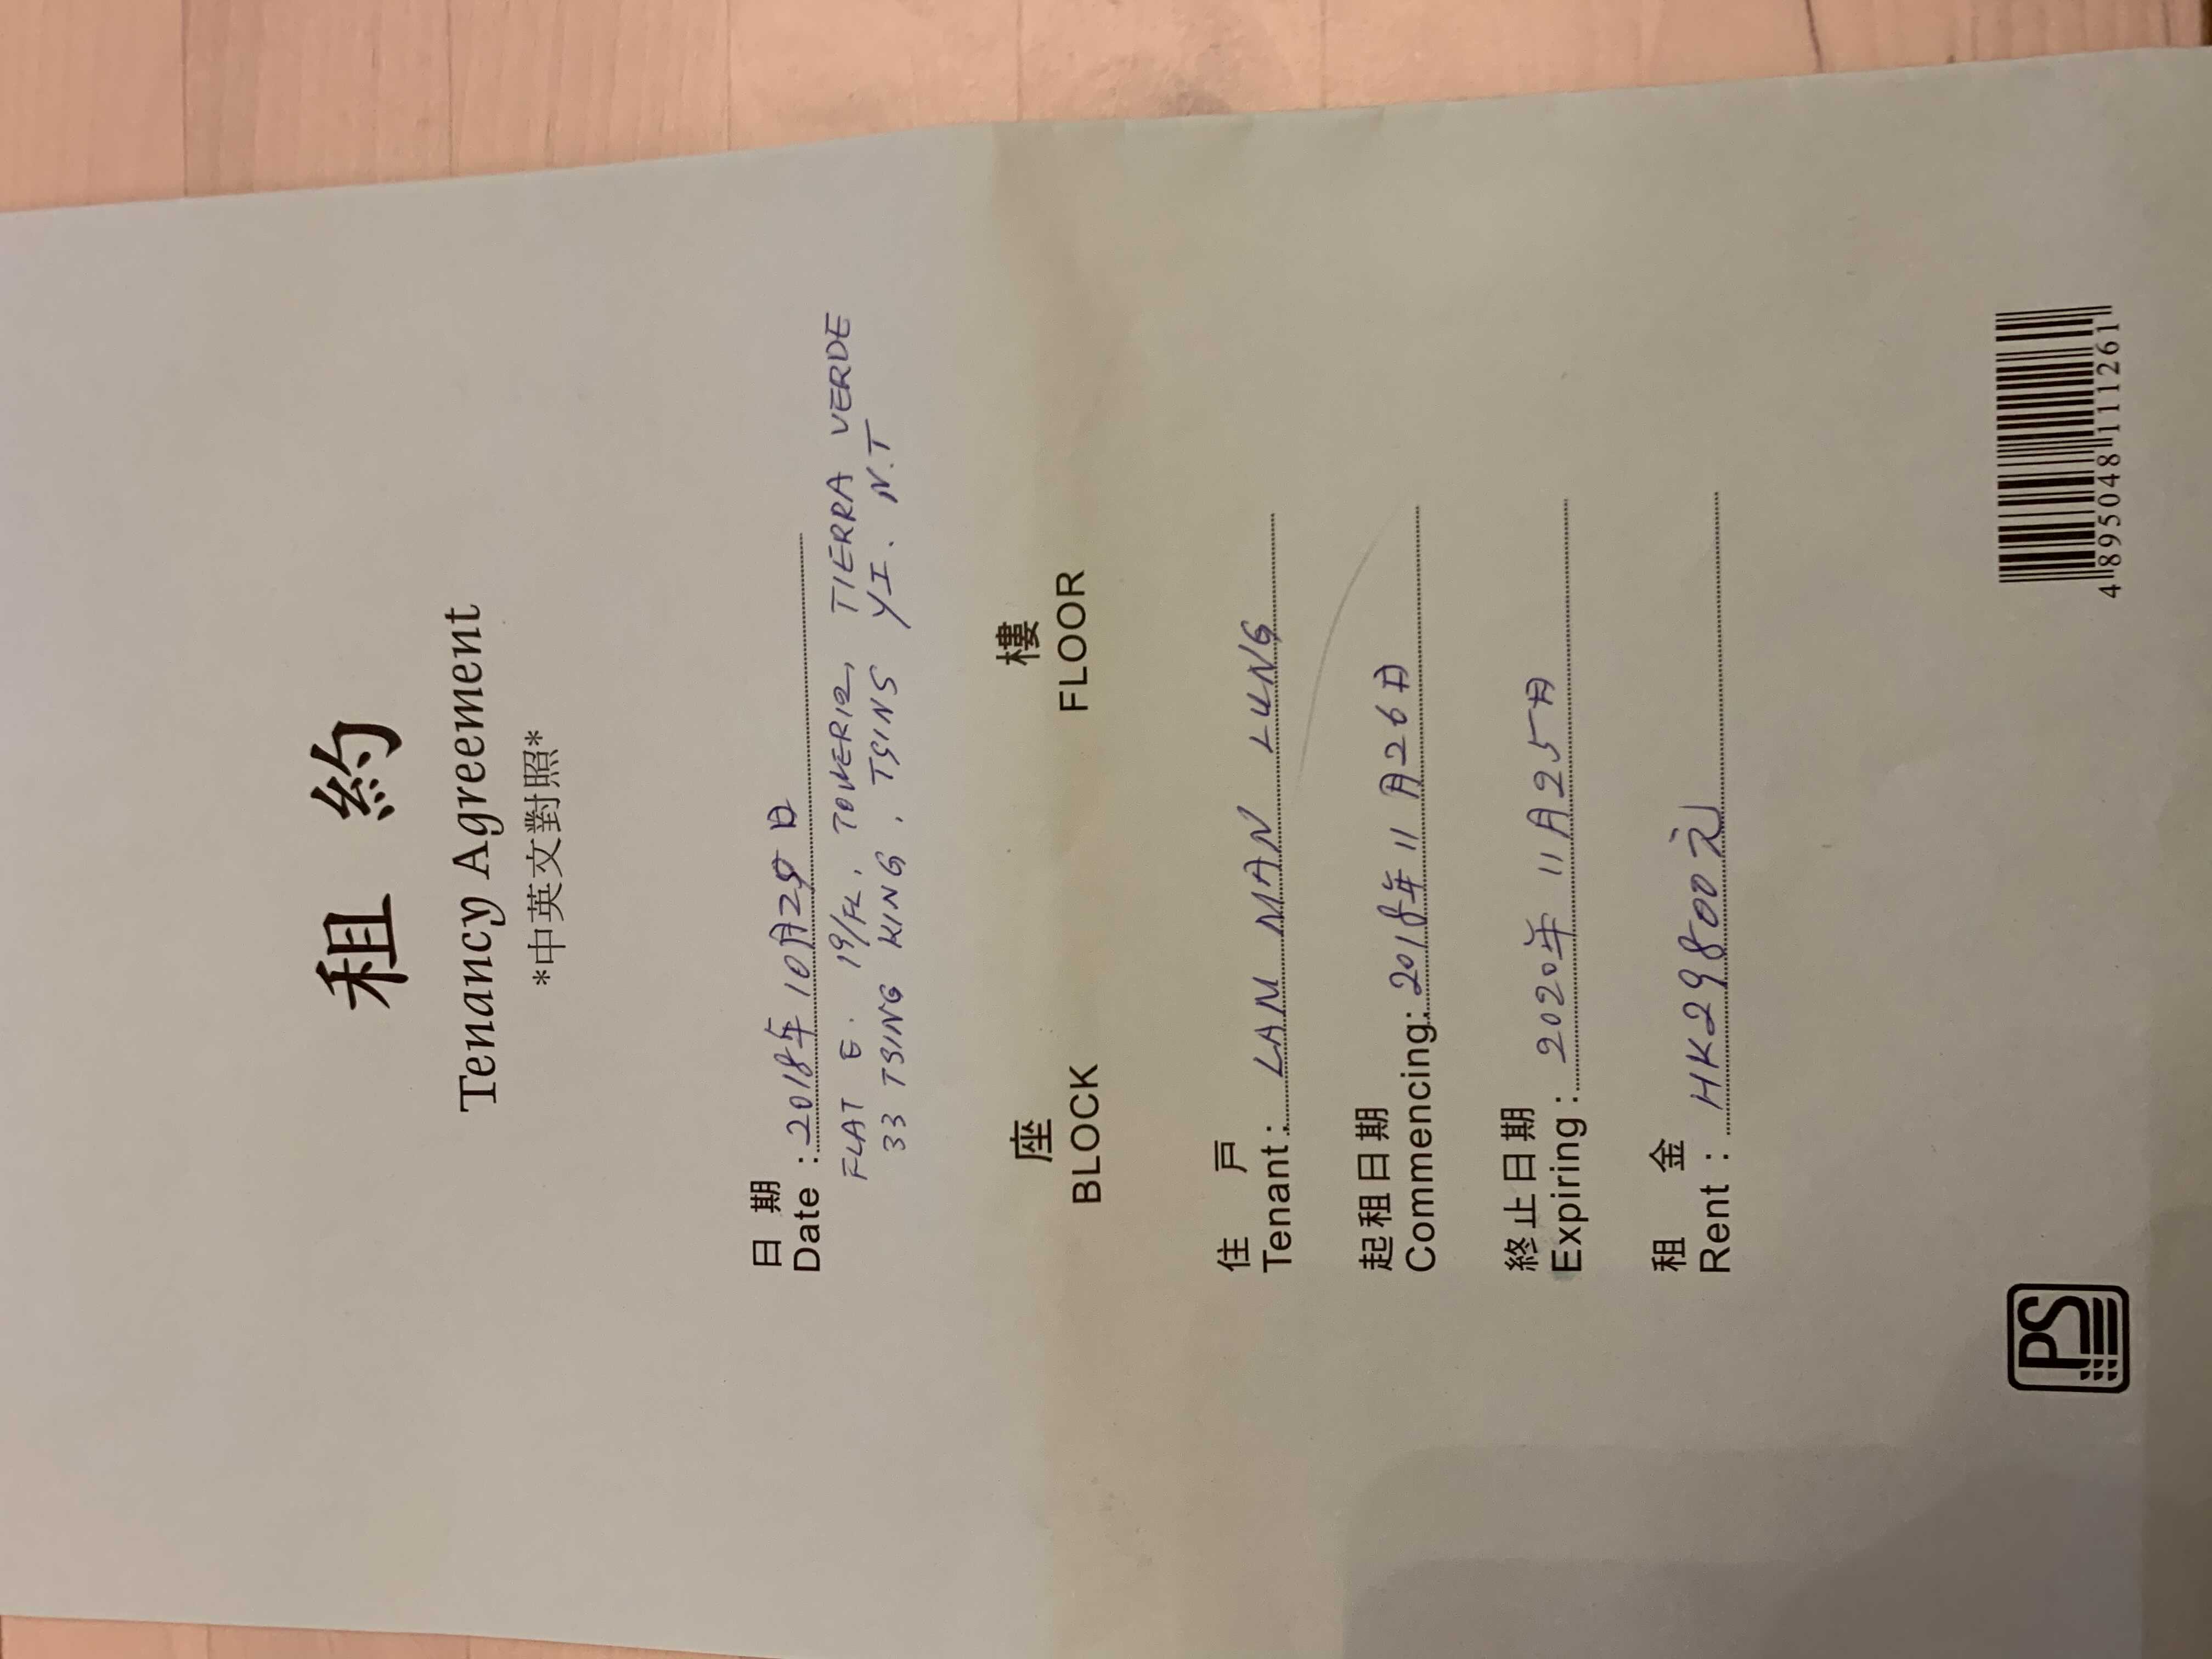 租 約
Tenancy Agreement
*中英文對照*
日 期
Date : 2018年10月29日
FLAT E. 19/FL, TOWER12, TIERRA VERDE
33 TSING KING, TSING YI. N.T
座 樓
BLOCK FLOOR
住 戶
Tenant : LAM MAN LUNG
起租日期
Commencing: 2018年11月26日
終止日期
Expiring : 2020年11月25日
租 金
Rent : HK29800元
PS
4 895048 111261